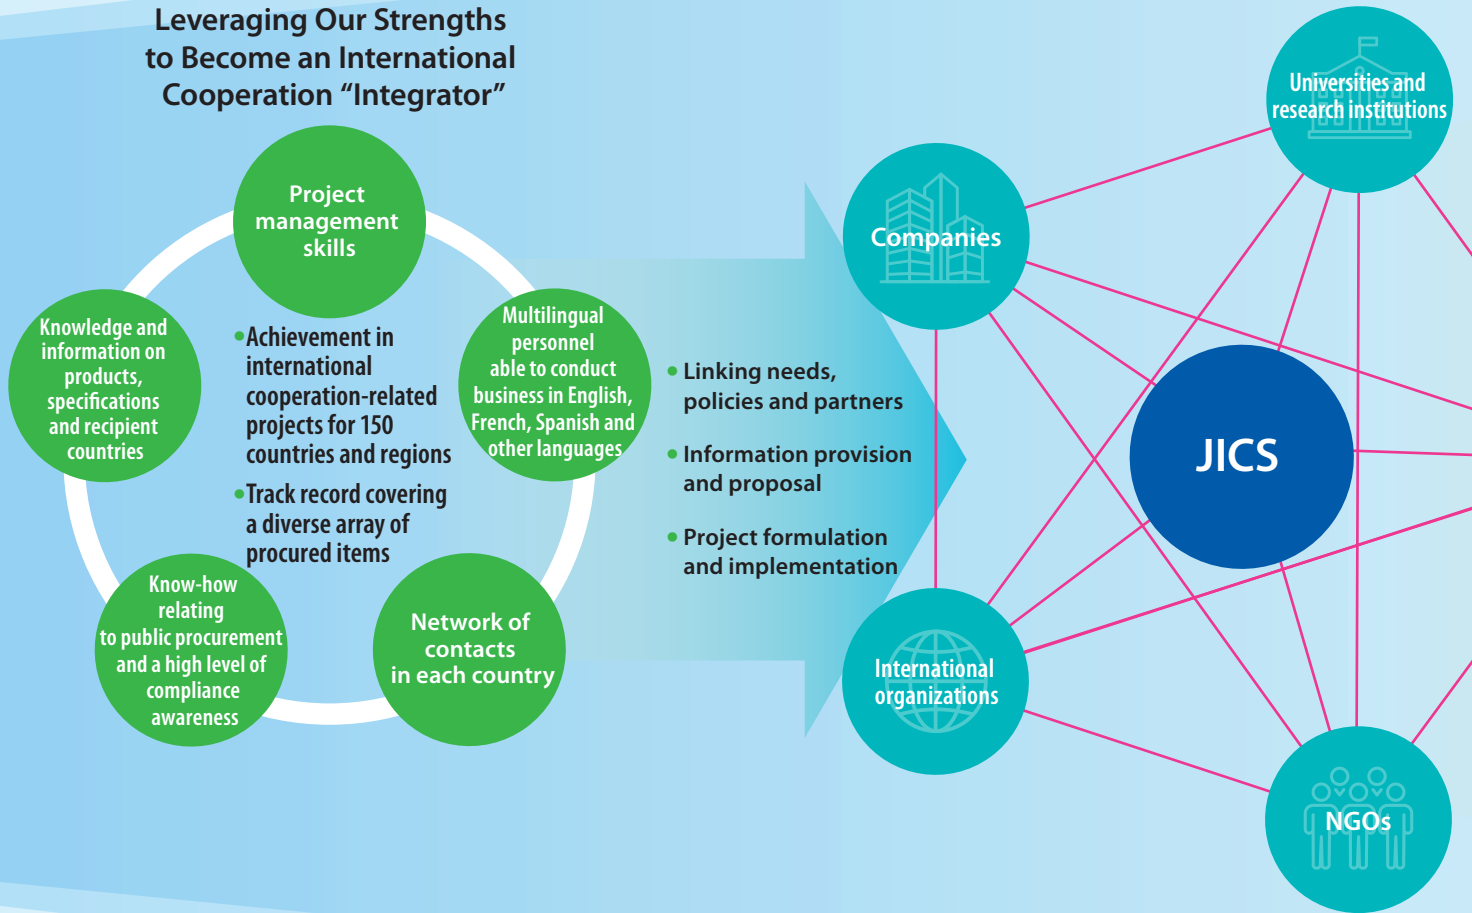 Leveraging Our Strengths
to Become an International
Cooperation “Integrator”
Project
management
skills
Knowledge and
information on
products,
specifications
and recipient
countries
Multilingual
personnel
able to conduct
business in English,
French, Spanish and
other languages
•Achievement in
international
cooperation-related
projects for 150
countries and regions
•Track record covering
a diverse array of
procured items
Know-how
relating
to public procurement
and a high level of
compliance
awareness
Network of
contacts
in each country
• Linking needs,
policies and partners
• Information provision
and proposal
• Project formulation
and implementation
Universities and
research institutions
Companies
JICS
International
organizations
NGOs